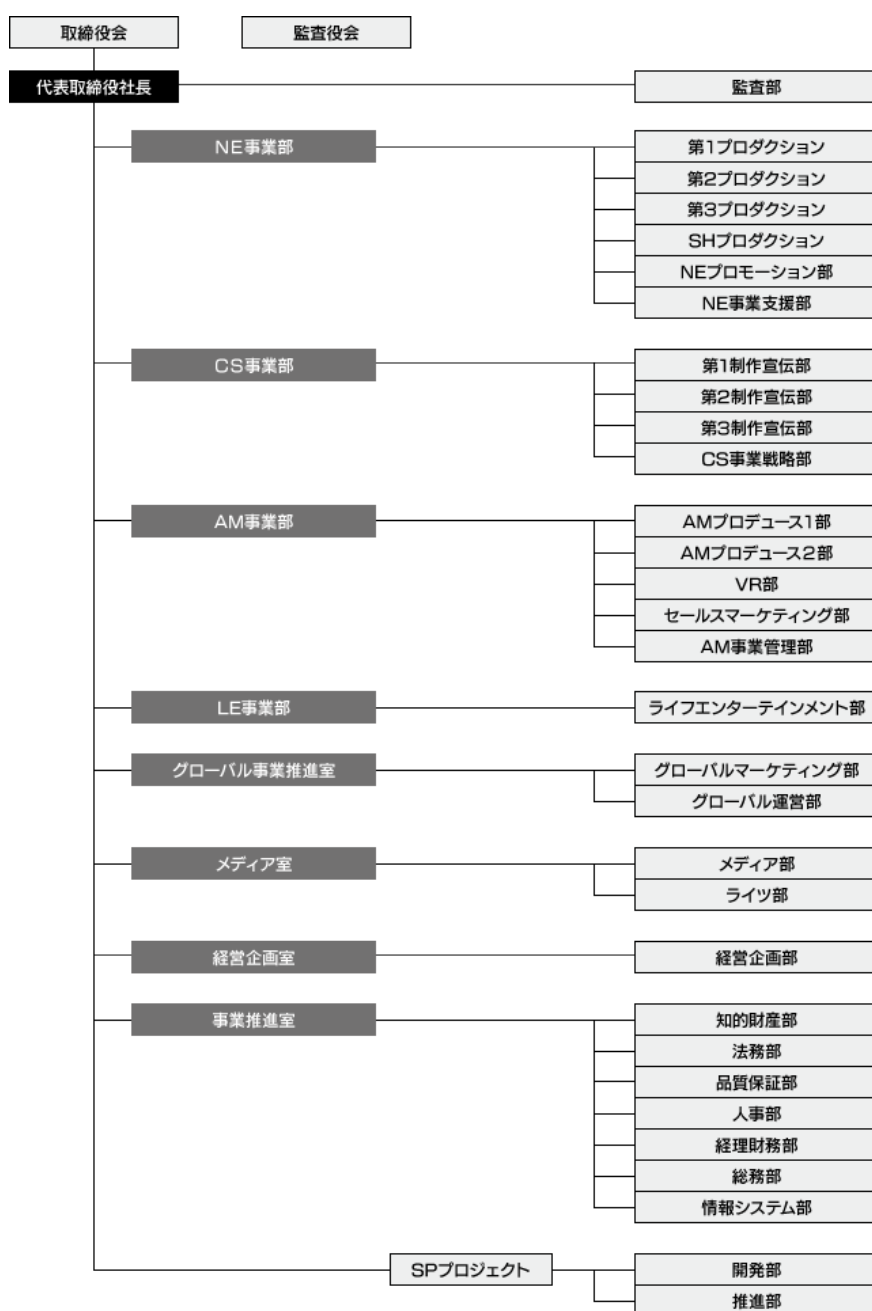 取締役会
監査役会
代表取締役社長
監査部
NE事業部
第1プロダクション
第2プロダクション
第3プロダクション
SHプロダクション
NEプロモーション部
NE事業支援部
CS事業部
第1制作宣伝部
第2制作宣伝部
第3制作宣伝部
CS事業戦略部
AM事業部
AMプロデュース1部
AMプロデュース2部
VR部
セールスマーケティング部
AM事業管理部
LE事業部
ライフエンターテインメント部
グローバル事業推進室
グローバルマーケティング部
グローバル運営部
メディア室
メディア部
ライツ部
経営企画室
経営企画部
事業推進室
知的財産部
法務部
品質保証部
人事部
経理財務部
総務部
情報システム部
SPプロジェクト
開発部
推進部